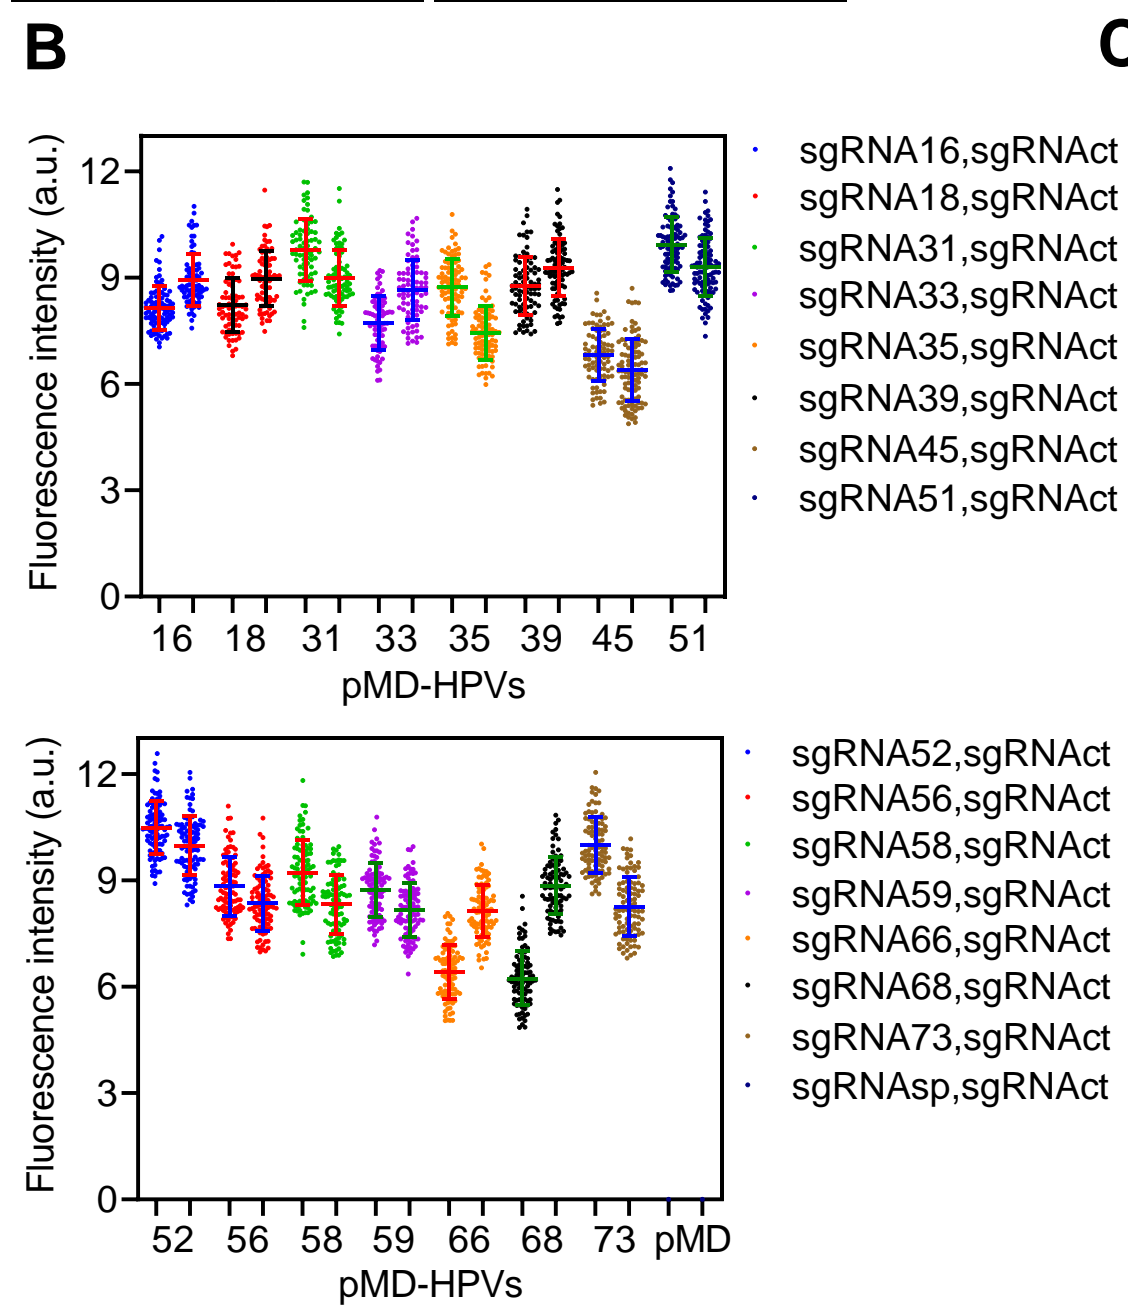 B
C
Fluorescence intensity (a.u.)
12
9
6
3
0
16 18 31 33 35 39 45 51
pMD-HPVs
sgRNA16,sgRNAct
sgRNA18,sgRNAct
sgRNA31,sgRNAct
sgRNA33,sgRNAct
sgRNA35,sgRNAct
sgRNA39,sgRNAct
sgRNA45,sgRNAct
sgRNA51,sgRNAct
Fluorescence intensity (a.u.)
12
9
6
3
0
52 56 58 59 66 68 73 pMD
pMD-HPVs
sgRNA52,sgRNAct
sgRNA56,sgRNAct
sgRNA58,sgRNAct
sgRNA59,sgRNAct
sgRNA66,sgRNAct
sgRNA68,sgRNAct
sgRNA73,sgRNAct
sgRNAsp,sgRNAct